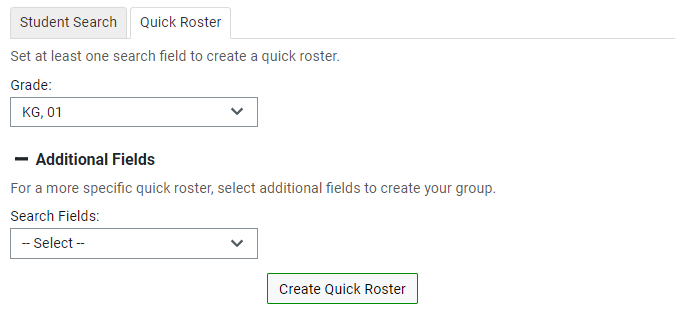 Student Search
Quick Roster
Set at least one search field to create a quick roster.
Grade:
KG, 01
Additional Fields
For a more specific quick roster, select additional fields to create your group.
Search Fields:
-- Select --
Create Quick Roster